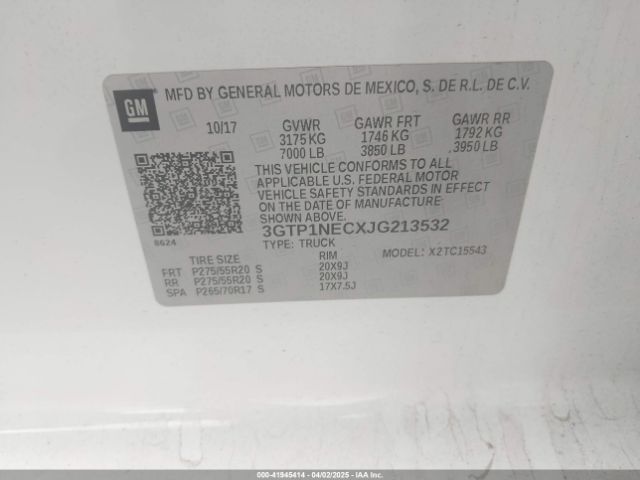 GM
MFD BY GENERAL MOTORS DE MEXICO, S. DE R.L. DE C.V.
10/17 GVWR GAWR FRT GAWR RR
3175 KG 1746 KG 1792 KG
7000 LB 3850 LB 3950 LB
THIS VEHICLE CONFORMS TO ALL
APPLICABLE U.S. FEDERAL MOTOR
VEHICLE SAFETY STANDARDS IN EFFECT
ON THE DATE OF MANUFACTURE
SHOWN ABOVE.
3GTP1NECXJG213532
8624 TYPE: TRUCK MODEL: X2TC15543
TIRE SIZE RIM
FRT P275/55R20 S 20X9J
RR P275/55R20 S 20X9J
SPA P265/70R17 S 17X7.5J
000-41945414 | 04/02/2025 - IAA, Inc.